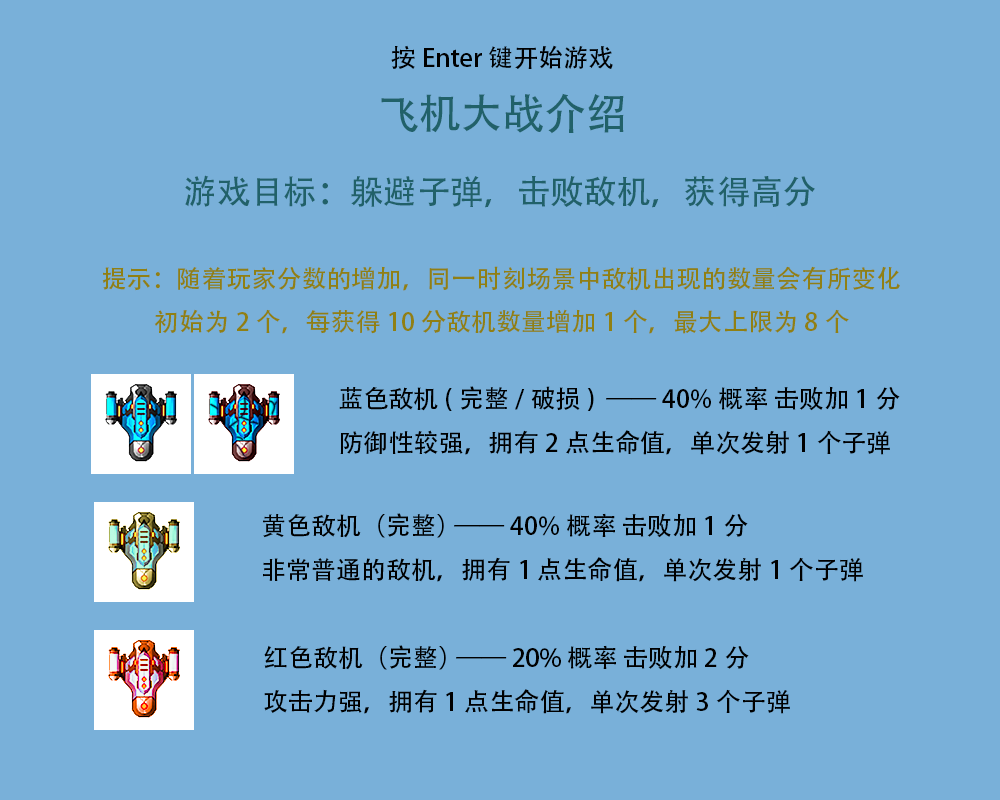 按 Enter 键开始游戏
飞机大战介绍
游戏目标：躲避子弹，击败敌机，获得高分
提示：随着玩家分数的增加，同一时刻场景中敌机出现的数量会有所变化
初始为 2 个，每获得 10 分敌机数量增加 1 个，最大上限为 8 个
蓝色敌机 ( 完整 / 破损 ) —— 40% 概率 击败加 1 分
防御性较强，拥有 2 点生命值，单次发射 1 个子弹
黄色敌机（完整）—— 40% 概率 击败加 1 分
非常普通的敌机，拥有 1 点生命值，单次发射 1 个子弹
红色敌机（完整）—— 20% 概率 击败加 2 分
攻击力强，拥有 1 点生命值，单次发射 3 个子弹